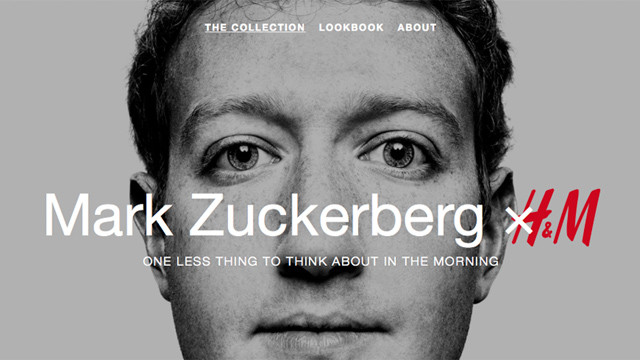 THE COLLECTION LOOKBOOK ABOUT
Mark Zuckerberg × H&M
ONE LESS THING TO THINK ABOUT IN THE MORNING